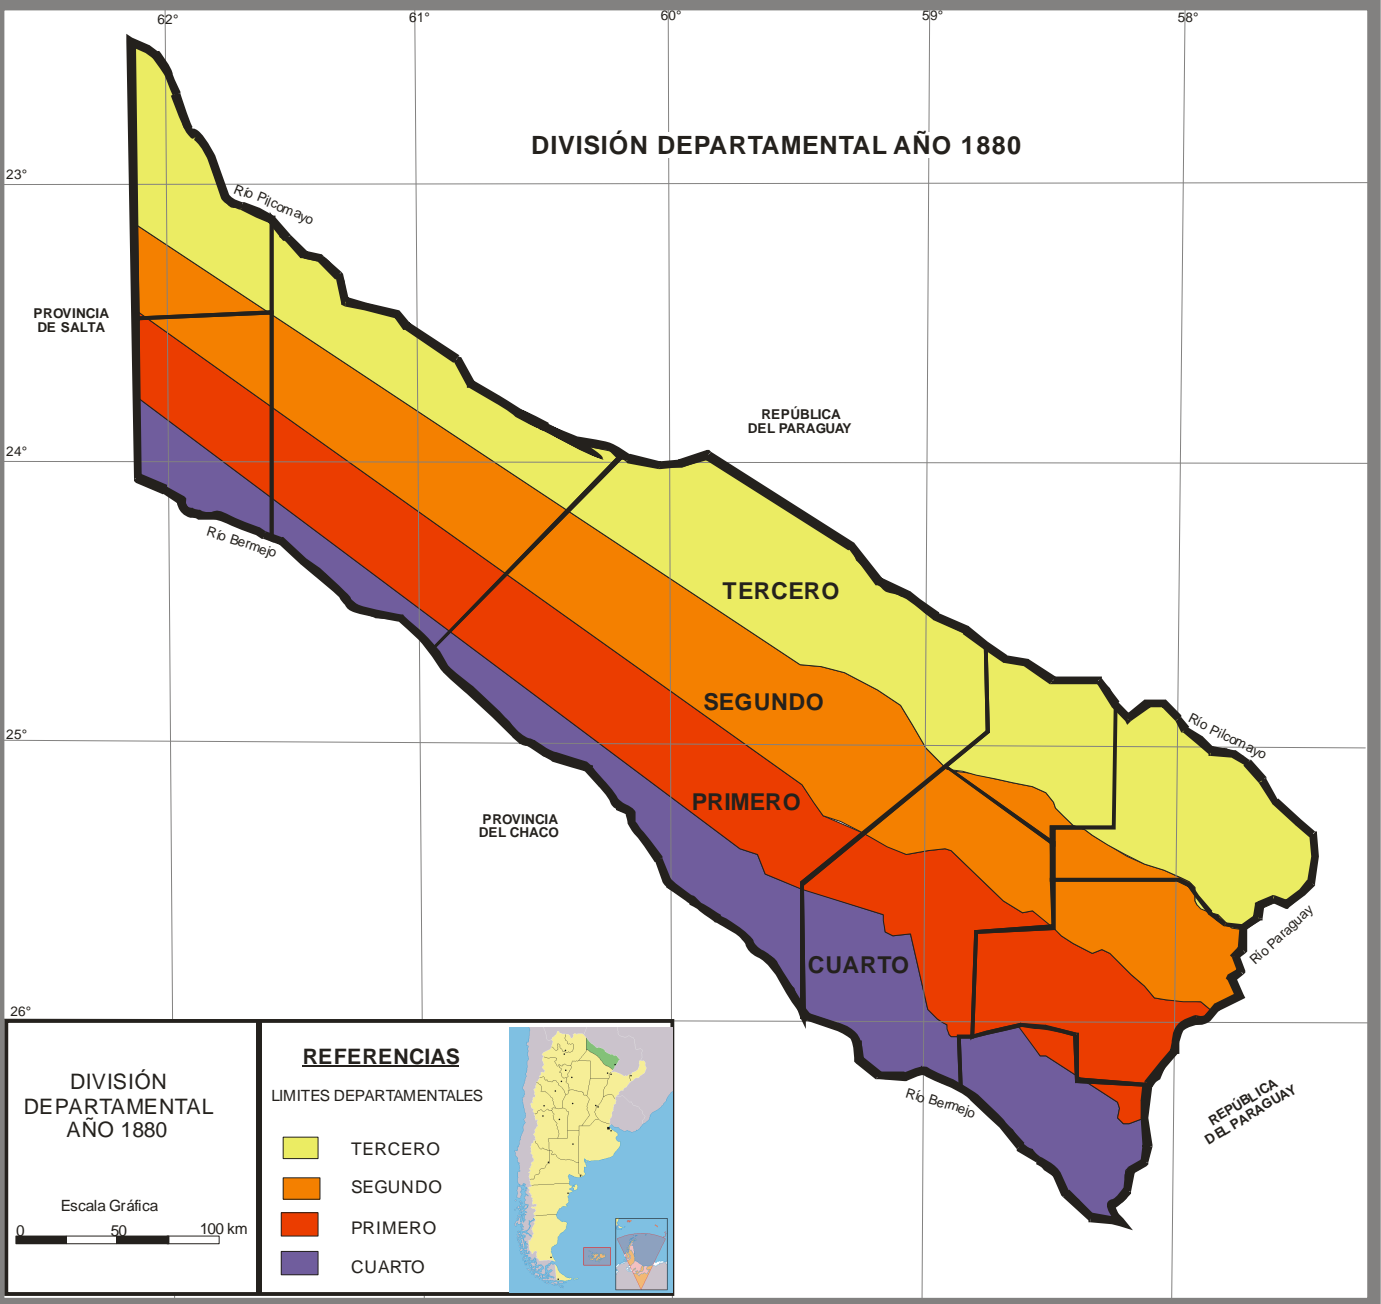 62°
61°
60°
59°
58°
DIVISIÓN DEPARTAMENTAL AÑO 1880
23°
Río Pilcomayo
PROVINCIA
DE SALTA
REPÚBLICA
DEL PARAGUAY
24°
Río Bermejo
TERCERO
SEGUNDO
25°
Río Pilcomayo
PRIMERO
PROVINCIA
DEL CHACO
Río Paraguay
CUARTO
26°
REPÚBLICA
DEL PARAGUAY
Río Bermejo
DIVISIÓN
DEPARTAMENTAL
AÑO 1880
Escala Gráfica
0 50 100 km
REFERENCIAS
LIMITES DEPARTAMENTALES
TERCERO
SEGUNDO
PRIMERO
CUARTO